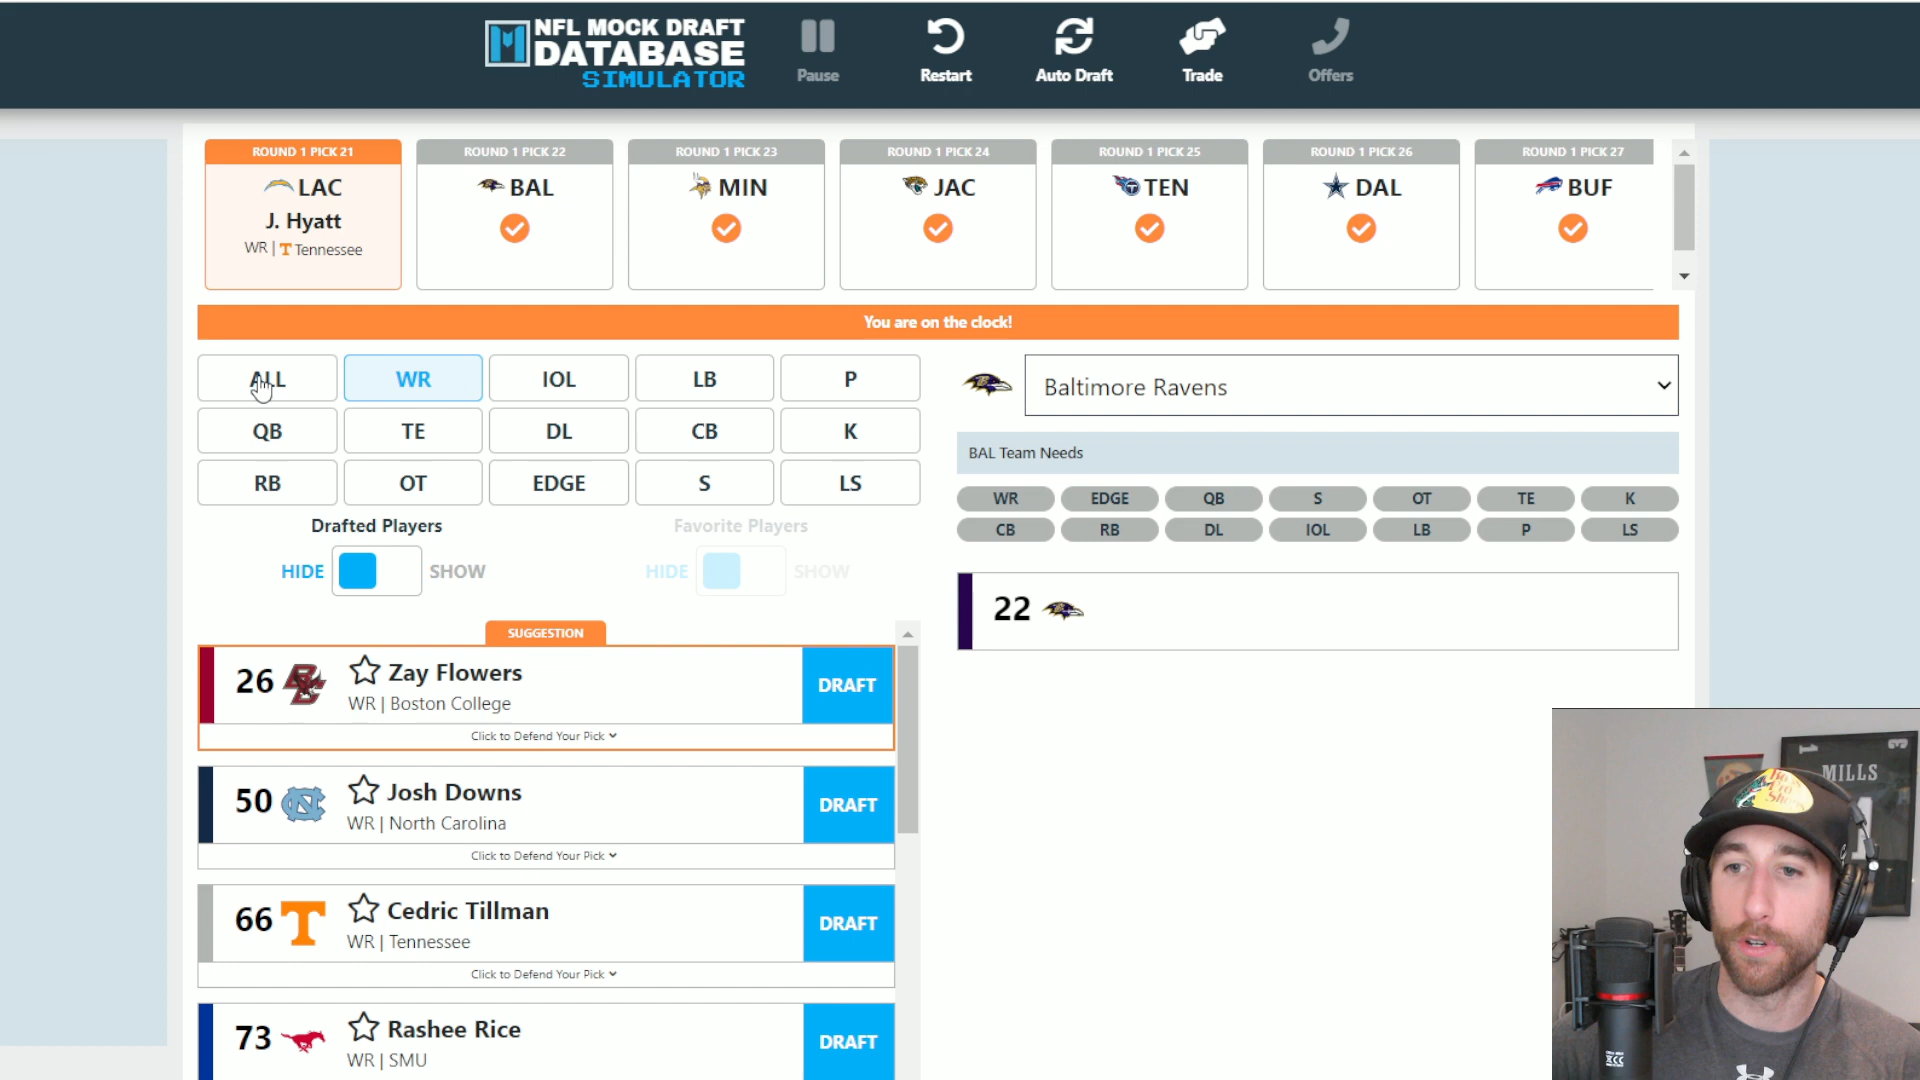 NFL MOCK DRAFT
DATABASE
SIMULATOR
Pause
Restart
Auto Draft
Trade
Offers
ROUND 1 PICK 21
LAC
J. Hyatt
WR | T Tennessee
ROUND 1 PICK 22
BAL
ROUND 1 PICK 23
MIN
ROUND 1 PICK 24
JAC
ROUND 1 PICK 25
TEN
ROUND 1 PICK 26
DAL
ROUND 1 PICK 27
BUF
You are on the clock!
ALL
WR
IOL
LB
P
QB
TE
DL
CB
K
RB
OT
EDGE
S
LS
Drafted Players
HIDE
SHOW
Favorite Players
HIDE
SHOW
Baltimore Ravens
BAL Team Needs
WR
EDGE
QB
S
OT
TE
K
CB
RB
DL
IOL
LB
P
LS
22
SUGGESTION
26
BC
Zay Flowers
WR | Boston College
DRAFT
Click to Defend Your Pick
50
NC
Josh Downs
WR | North Carolina
DRAFT
Click to Defend Your Pick
66
T
Cedric Tillman
WR | Tennessee
DRAFT
Click to Defend Your Pick
73
Rashee Rice
WR | SMU
DRAFT
MILLS
Bass
Pro
Shops